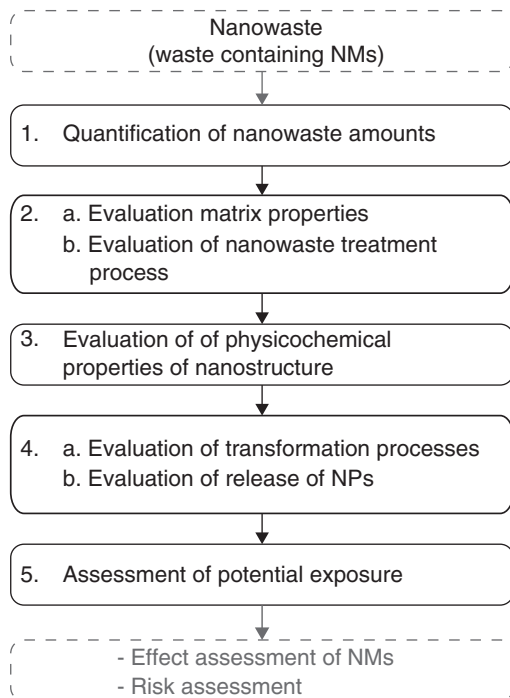 Nanowaste
(waste containing NMs)
1. Quantification of nanowaste amounts
2. a. Evaluation matrix properties
b. Evaluation of nanowaste treatment
process
3. Evaluation of of physicochemical
properties of nanostructure
4. a. Evaluation of transformation processes
b. Evaluation of release of NPs
5. Assessment of potential exposure
- Effect assessment of NMs
- Risk assessment